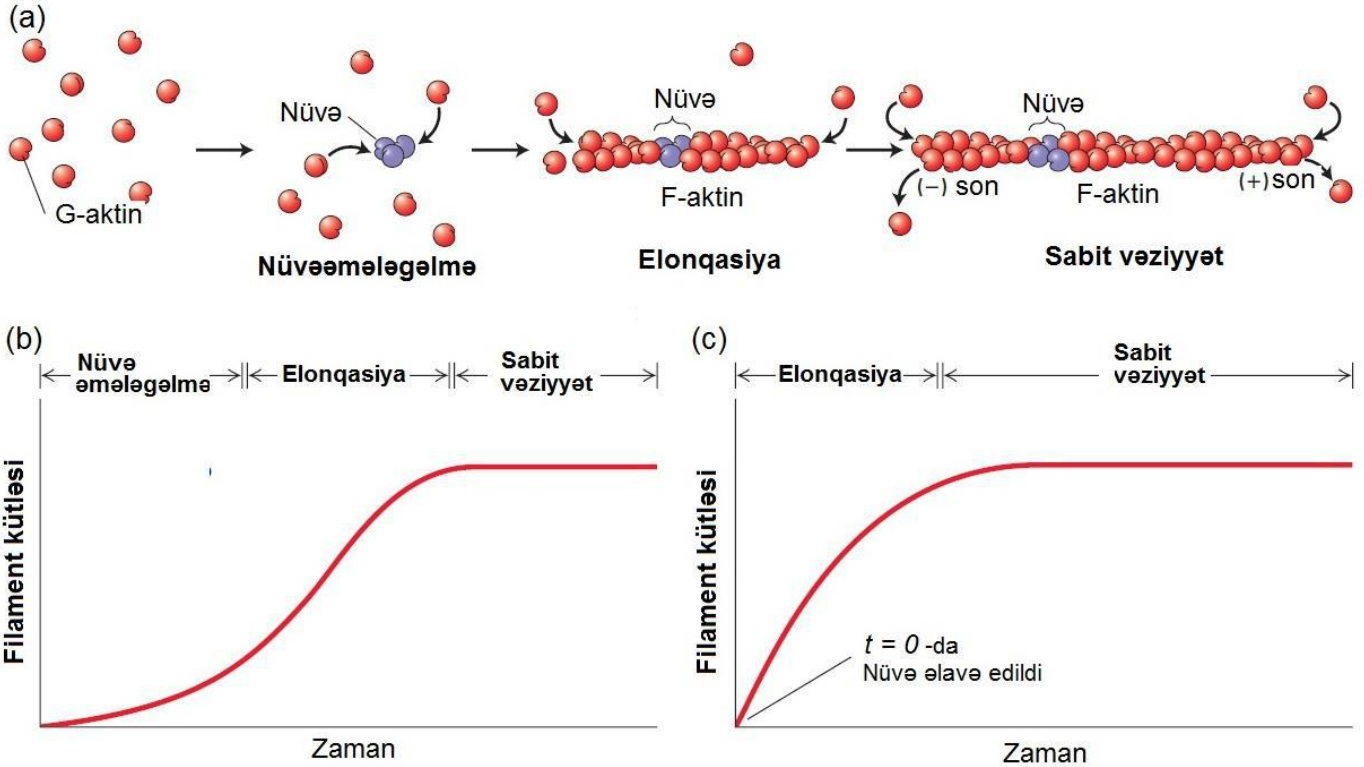 (a)
Nüvə
G-aktin
Nüvəəmələgəlmə
Nüvə
F-aktin
Elonqasiya
Nüvə
(−) son
F-aktin
(+) son
Sabit vəziyyət
(b)
Nüvə
əmələgəlmə
Elonqasiya
Sabit
vəziyyət
Filament kütləsi
Zaman
(c)
Elonqasiya
Sabit
vəziyyət
Filament kütləsi
t = 0 -da
Nüvə əlavə edildi
Zaman